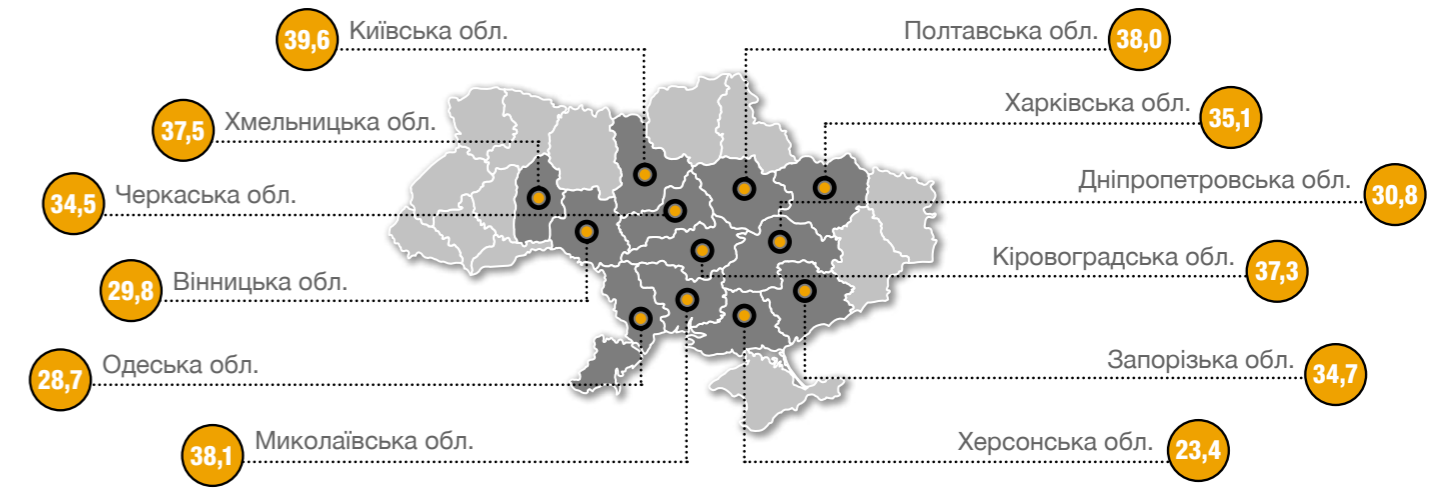 39,6 Київська обл.
Полтавська обл. 38,0
37,5 Хмельницька обл.
Харківська обл. 35,1
34,5 Черкаська обл.
Дніпропетровська обл. 30,8
29,8 Вінницька обл.
Кіровоградська обл. 37,3
28,7 Одеська обл.
Запорізька обл. 34,7
38,1 Миколаївська обл.
Херсонська обл. 23,4